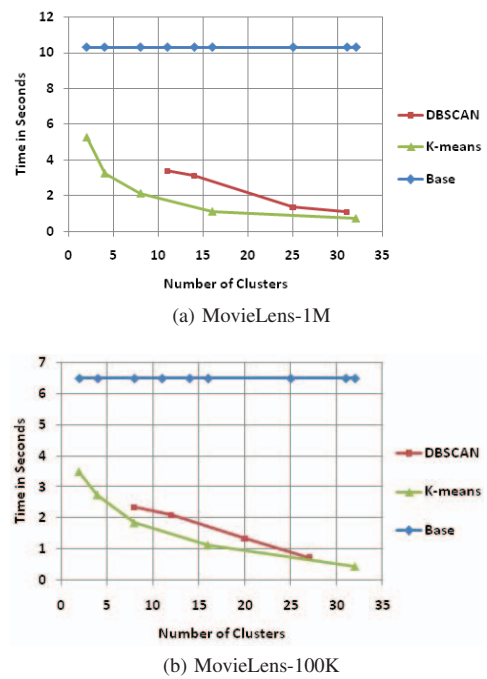 12
10
8
6
4
2
0
Time in Seconds
0 5 10 15 20 25 30 35
Number of Clusters
DBSCAN
K-means
Base
(a) MovieLens-1M
7
6
5
4
3
2
1
0
Time in Seconds
0 5 10 15 20 25 30 35
Number of Clusters
DBSCAN
K-means
Base
(b) MovieLens-100K